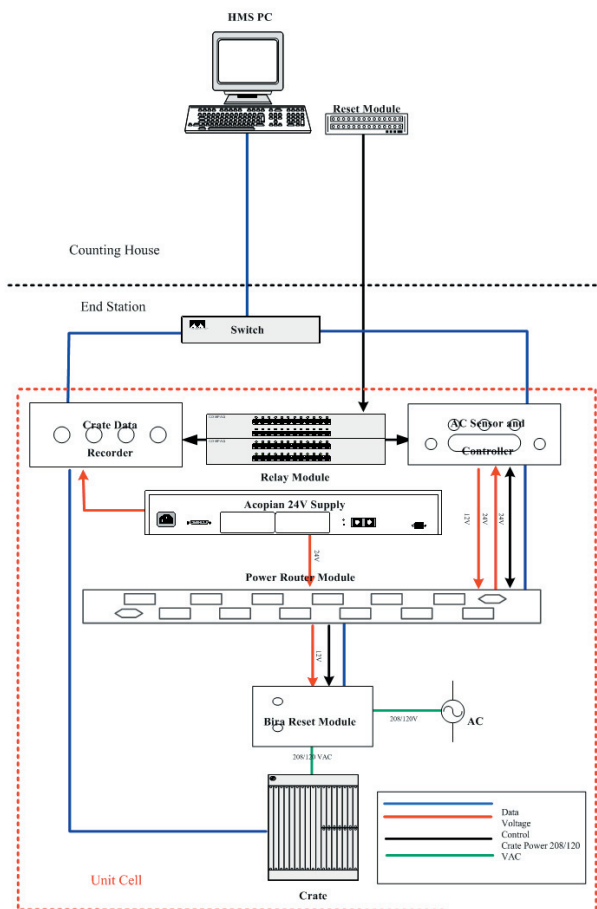 HMS PC
Reset Module
Counting House
End Station
Switch
Crate Data
Recorder
AC Sensor and
Controller
Relay Module
Acopian 24V Supply
12V
24V
24V
24V
Power Router Module
12V
Bira Reset Module
208/120V
AC
208/120 VAC
Data
Voltage
Control
Crate Power 208/120
VAC
Unit Cell
Crate